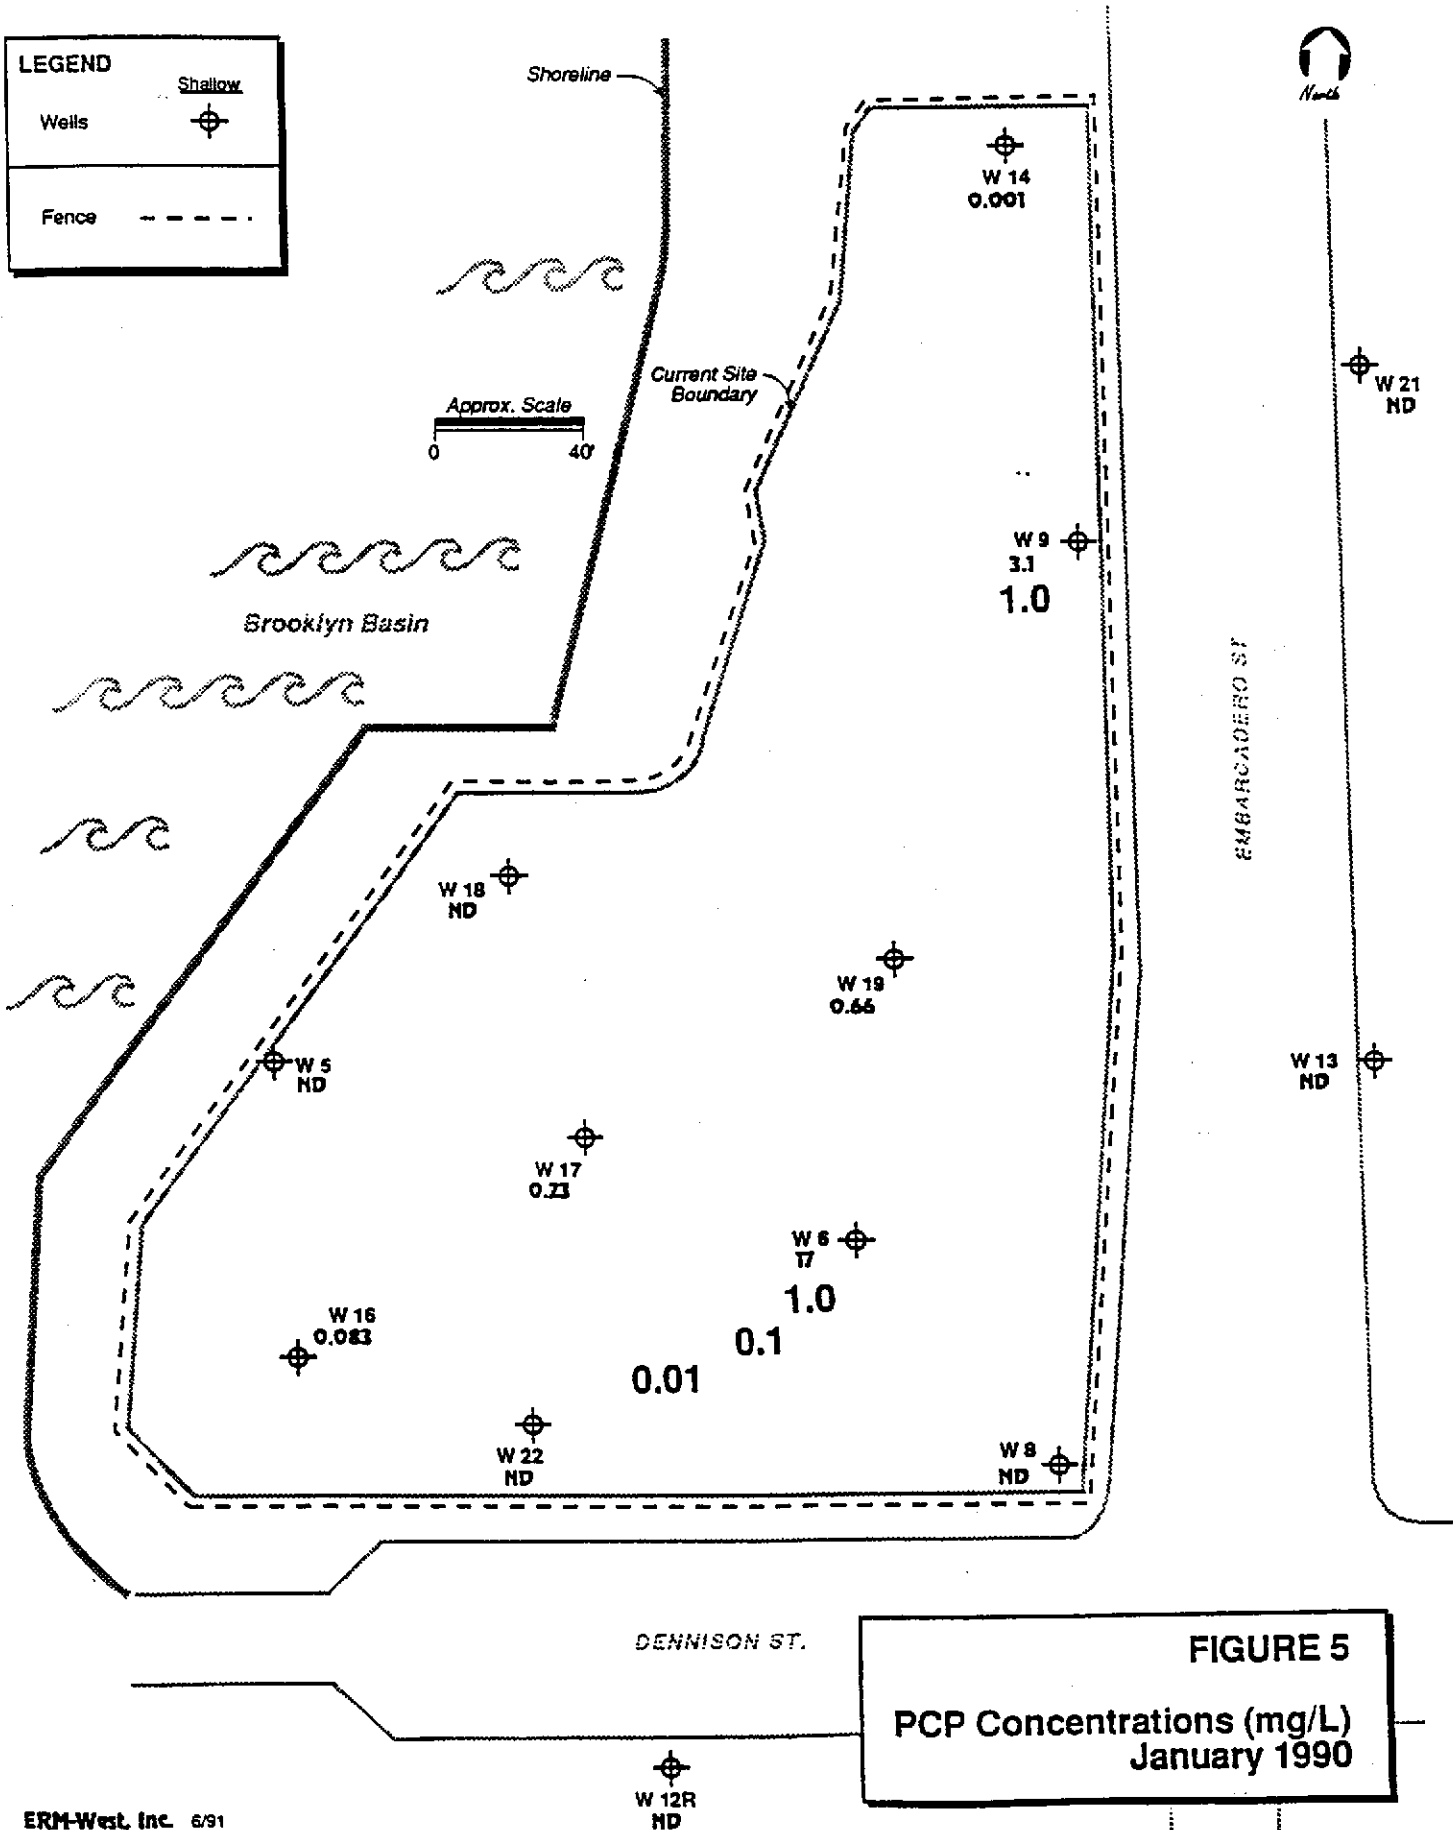 LEGEND
Shallow
Wells
Fence
Shoreline
North
W 14
0.001
Current Site
Boundary
W 21
ND
Approx. Scale
0
40'
W 9
3.1
1.0
Brooklyn Basin
EMBARCADERO ST
W 18
ND
W 19
0.66
W 5
ND
W 13
ND
W 17
0.23
W 6
17
1.0
W 16
0.083
0.1
0.01
W 22
ND
W 8
ND
DENNISON ST.
FIGURE 5
PCP Concentrations (mg/L)
January 1990
W 12R
ND
ERM-West, Inc. 6/91